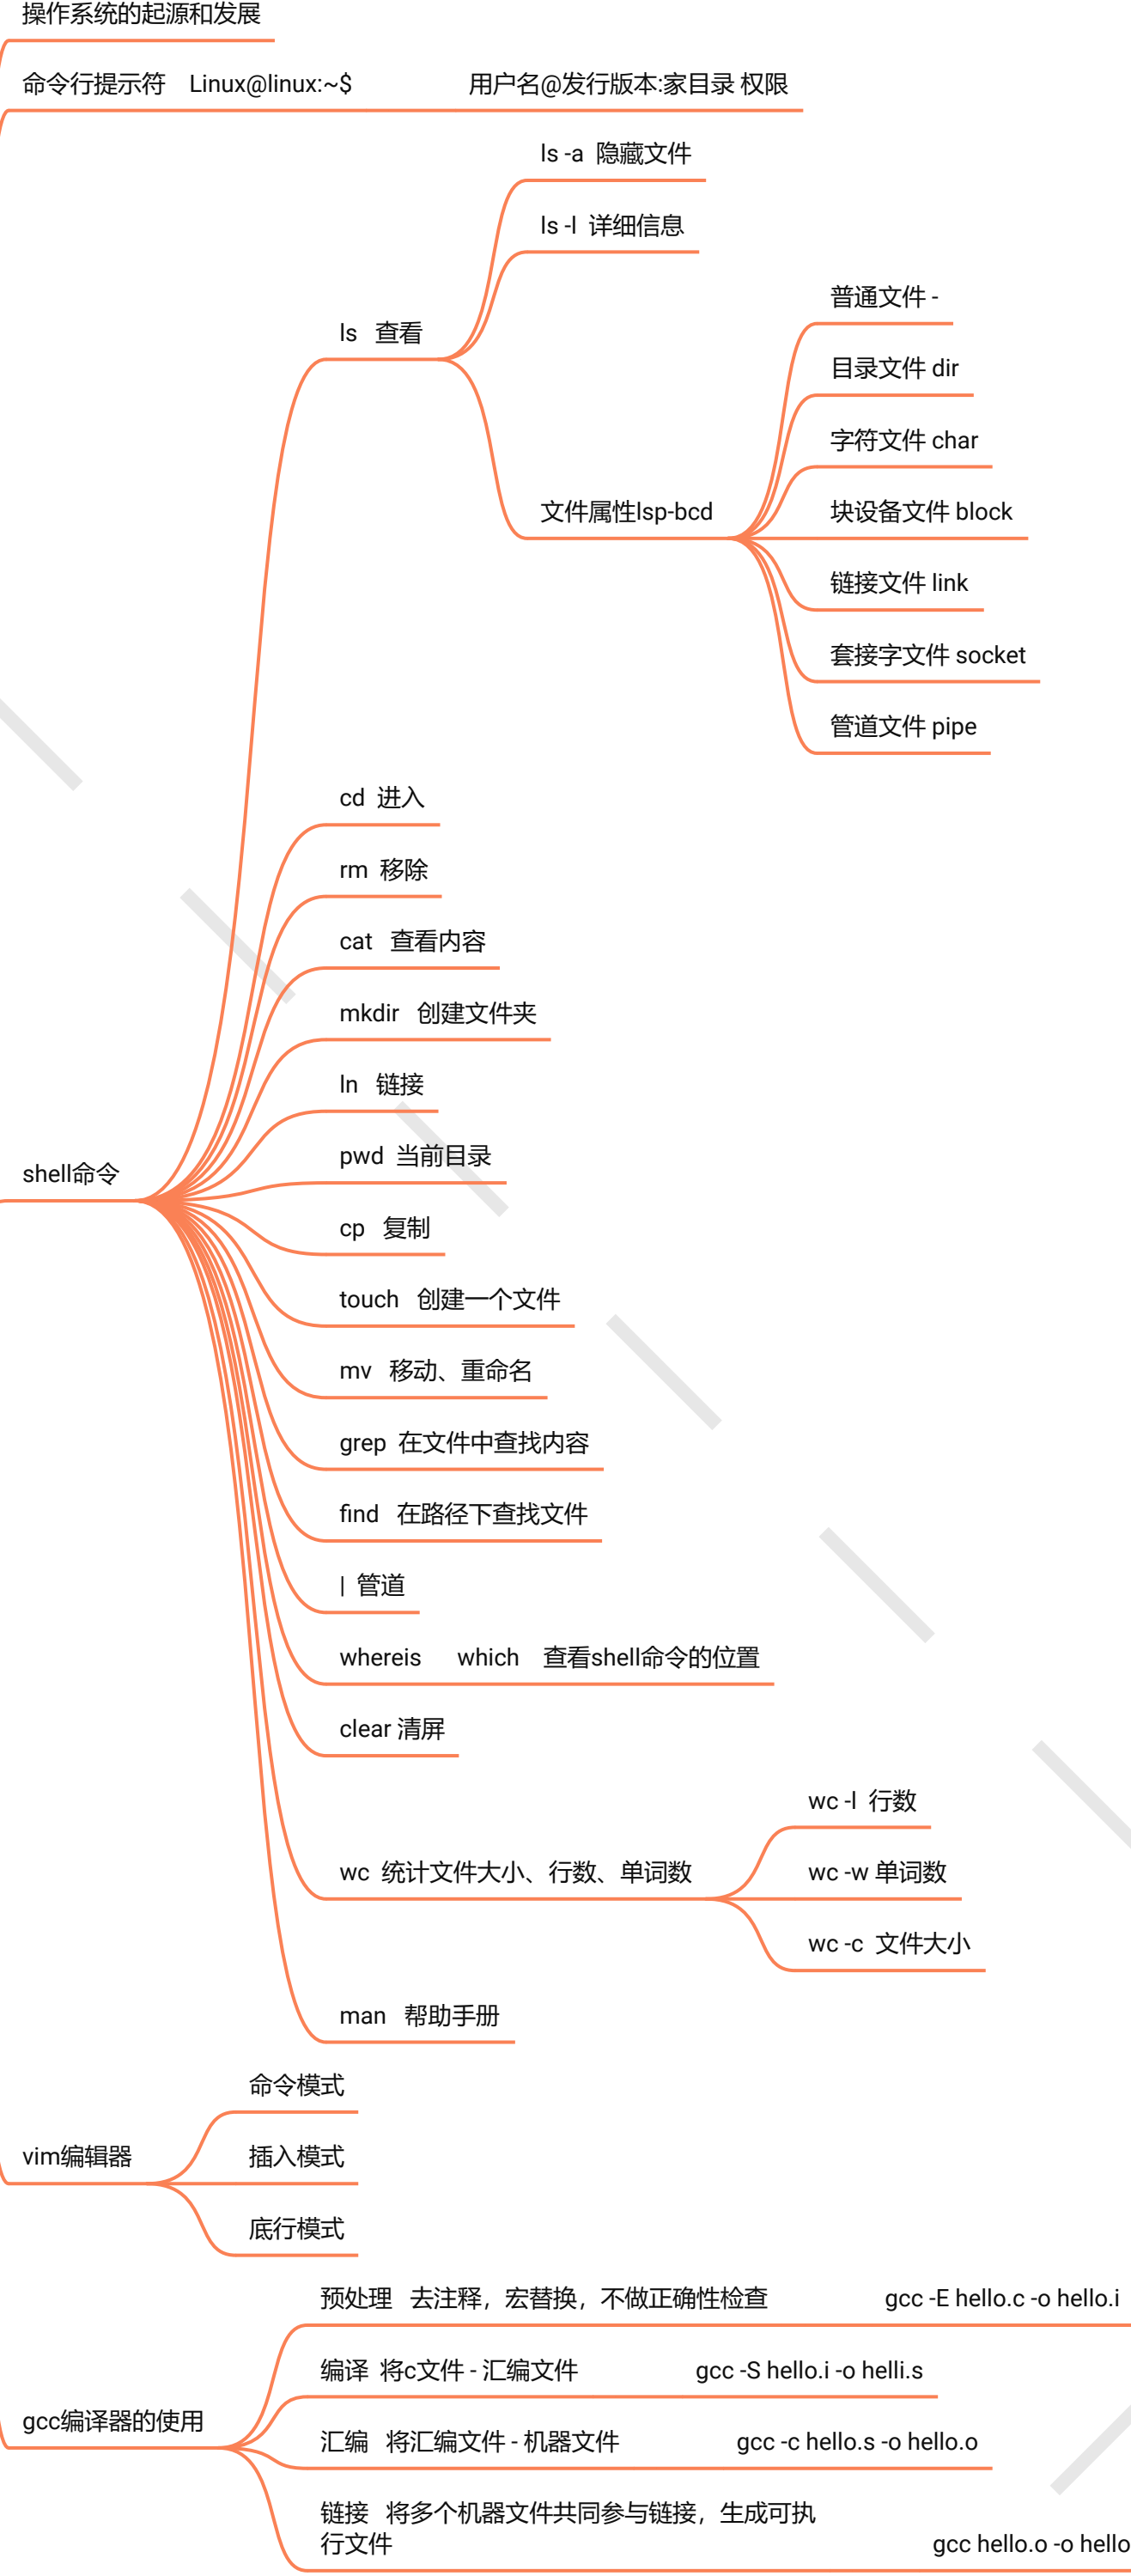 操作系统的起源和发展
命令行提示符 Linux@linux:~$ 用户名@发行版本:家目录 权限
ls -a 隐藏文件
ls -l 详细信息
ls 查看
普通文件 -
目录文件 dir
字符文件 char
文件属性lsp-bcd
块设备文件 block
链接文件 link
套接字文件 socket
管道文件 pipe
cd 进入
rm 移除
cat 查看内容
mkdir 创建文件夹
ln 链接
pwd 当前目录
shell命令
cp 复制
touch 创建一个文件
mv 移动、重命名
grep 在文件中查找内容
find 在路径下查找文件
| 管道
whereis which 查看shell命令的位置
clear 清屏
wc 统计文件大小、行数、单词数
wc -l 行数
wc -w 单词数
wc -c 文件大小
man 帮助手册
vim编辑器
命令模式
插入模式
底行模式
gcc编译器的使用
预处理 去注释，宏替换，不做正确性检查 gcc -E hello.c -o hello.i
编译 将c文件 - 汇编文件 gcc -S hello.i -o helli.s
汇编 将汇编文件 - 机器文件 gcc -c hello.s -o hello.o
链接 将多个机器文件共同参与链接，生成可执
行文件 gcc hello.o -o hello